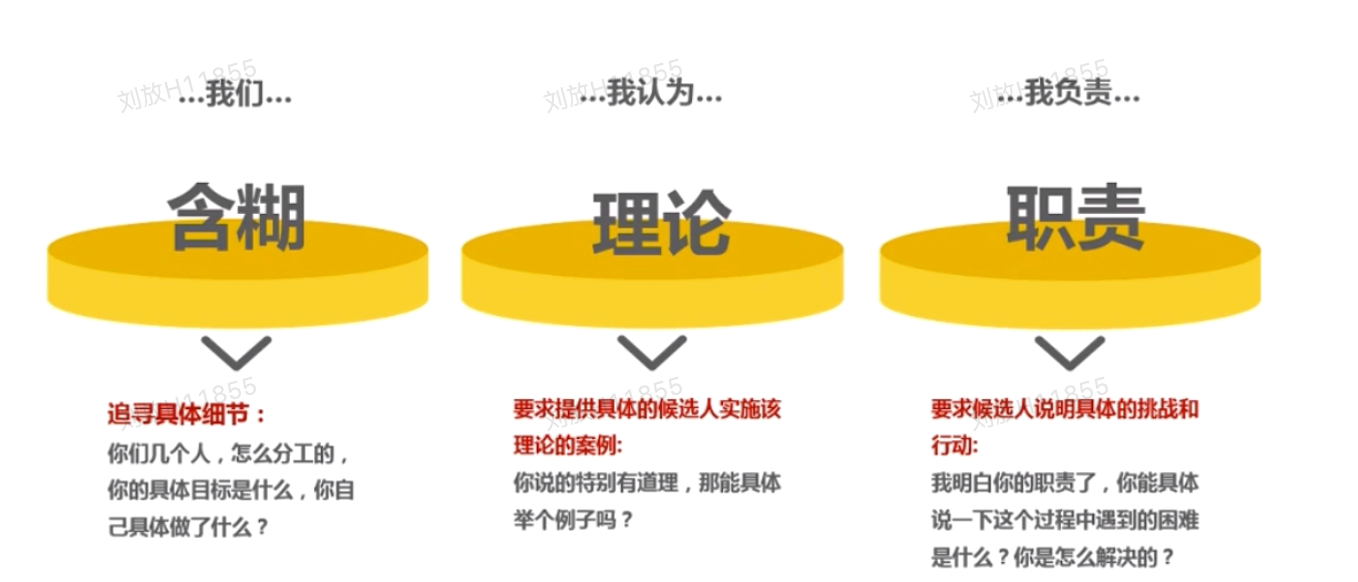 ...我们...
...我认为...
...我负责...
含糊
理论
职责
追寻具体细节：
你们几个人，怎么分工的，
你的具体目标是什么，你自
己具体做了什么？
要求提供具体的候选人实施该
理论的案例:
你说的特别有道理，那能具体
举个例子吗？
要求候选人说明具体的挑战和
行动:
我明白你的职责了，你能具体
说一下这个过程中遇到的困难
是什么？你是怎么解决的？
刘放H11855
刘放H11855
刘放H11855
刘放H11855
刘放H11855
刘放H11855